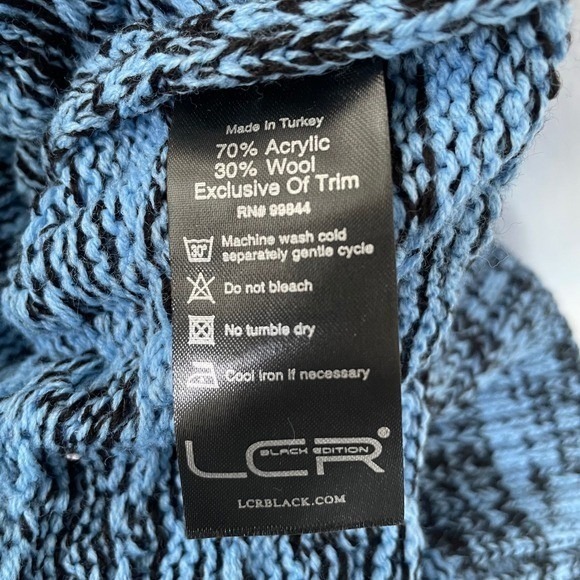 Made In Turkey
70% Acrylic
30% Wool
Exclusive Of Trim
RN# 99844
30°
Machine wash cold
separately gentle cycle
Do not bleach
No tumble dry
Cool iron if necessary
LCR®
BLACK EDITION
LCRBLACK.COM